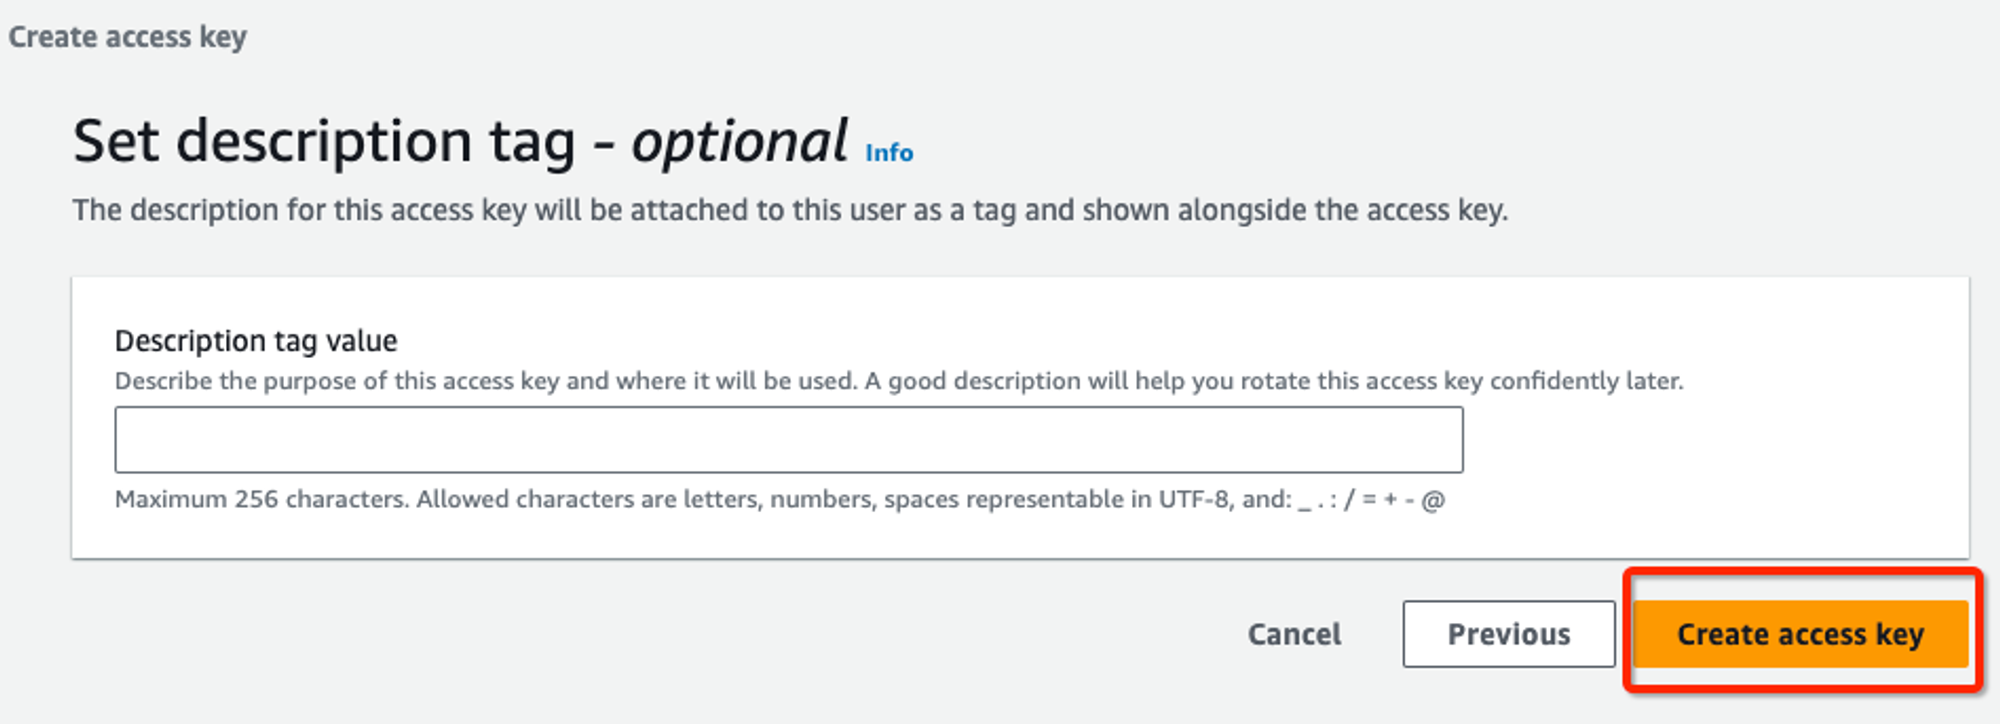 Create access key
Set description tag - optional Info
The description for this access key will be attached to this user as a tag and shown alongside the access key.
Description tag value
Describe the purpose of this access key and where it will be used. A good description will help you rotate this access key confidently later.
Maximum 256 characters. Allowed characters are letters, numbers, spaces representable in UTF-8, and: _ . : / = + - @
Cancel Previous Create access key